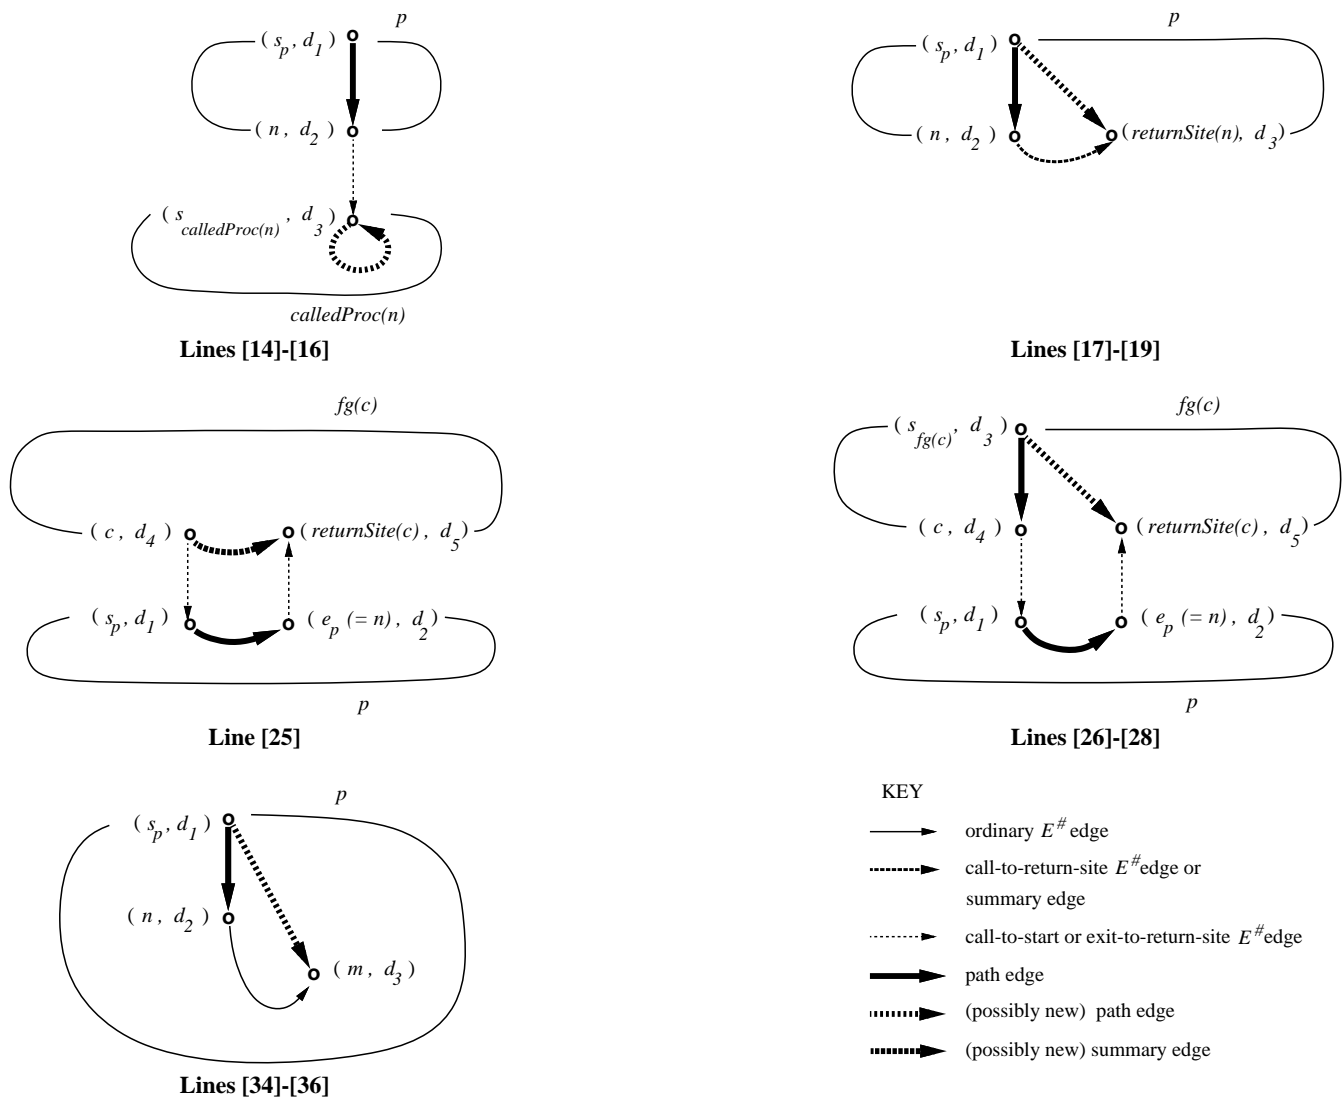 p
( s_p , d_1 )
( n , d_2 )
( s_calledProc(n) , d_3 )
calledProc(n)
Lines [14]-[16]
p
( s_p , d_1 )
( n , d_2 )
( returnSite(n), d_3 )
Lines [17]-[19]
fg(c)
( c , d_4 )
( returnSite(c) , d_5 )
( s_p , d_1 )
( e_p (= n) , d_2 )
p
Line [25]
fg(c)
( s_fg(c) , d_3 )
( c , d_4 )
( returnSite(c) , d_5 )
( s_p , d_1 )
( e_p (= n) , d_2 )
p
Lines [26]-[28]
p
( s_p , d_1 )
( n , d_2 )
( m , d_3 )
Lines [34]-[36]
KEY
ordinary E# edge
call-to-return-site E# edge or
summary edge
call-to-start or exit-to-return-site E# edge
path edge
(possibly new) path edge
(possibly new) summary edge